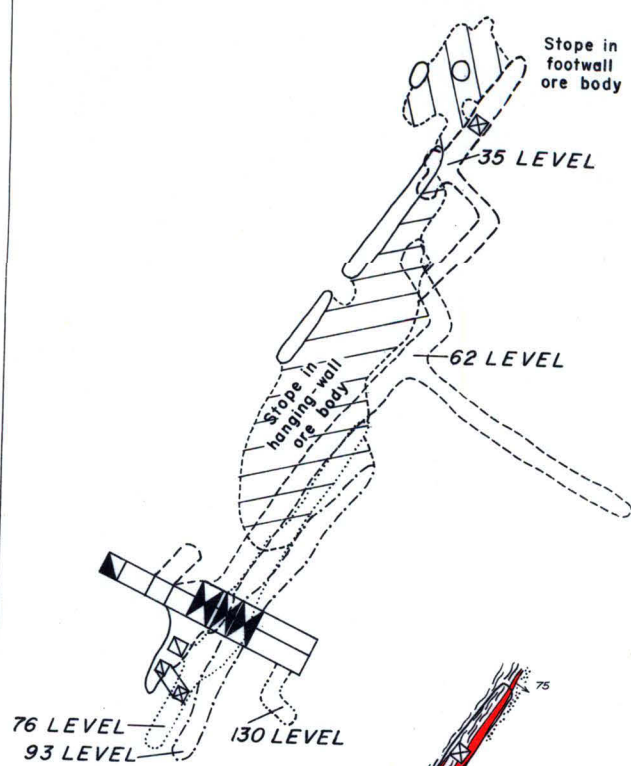 Stope in
footwall
ore body
35 LEVEL
62 LEVEL
Stope in
hanging-wall
ore body
76 LEVEL
93 LEVEL
130 LEVEL
75